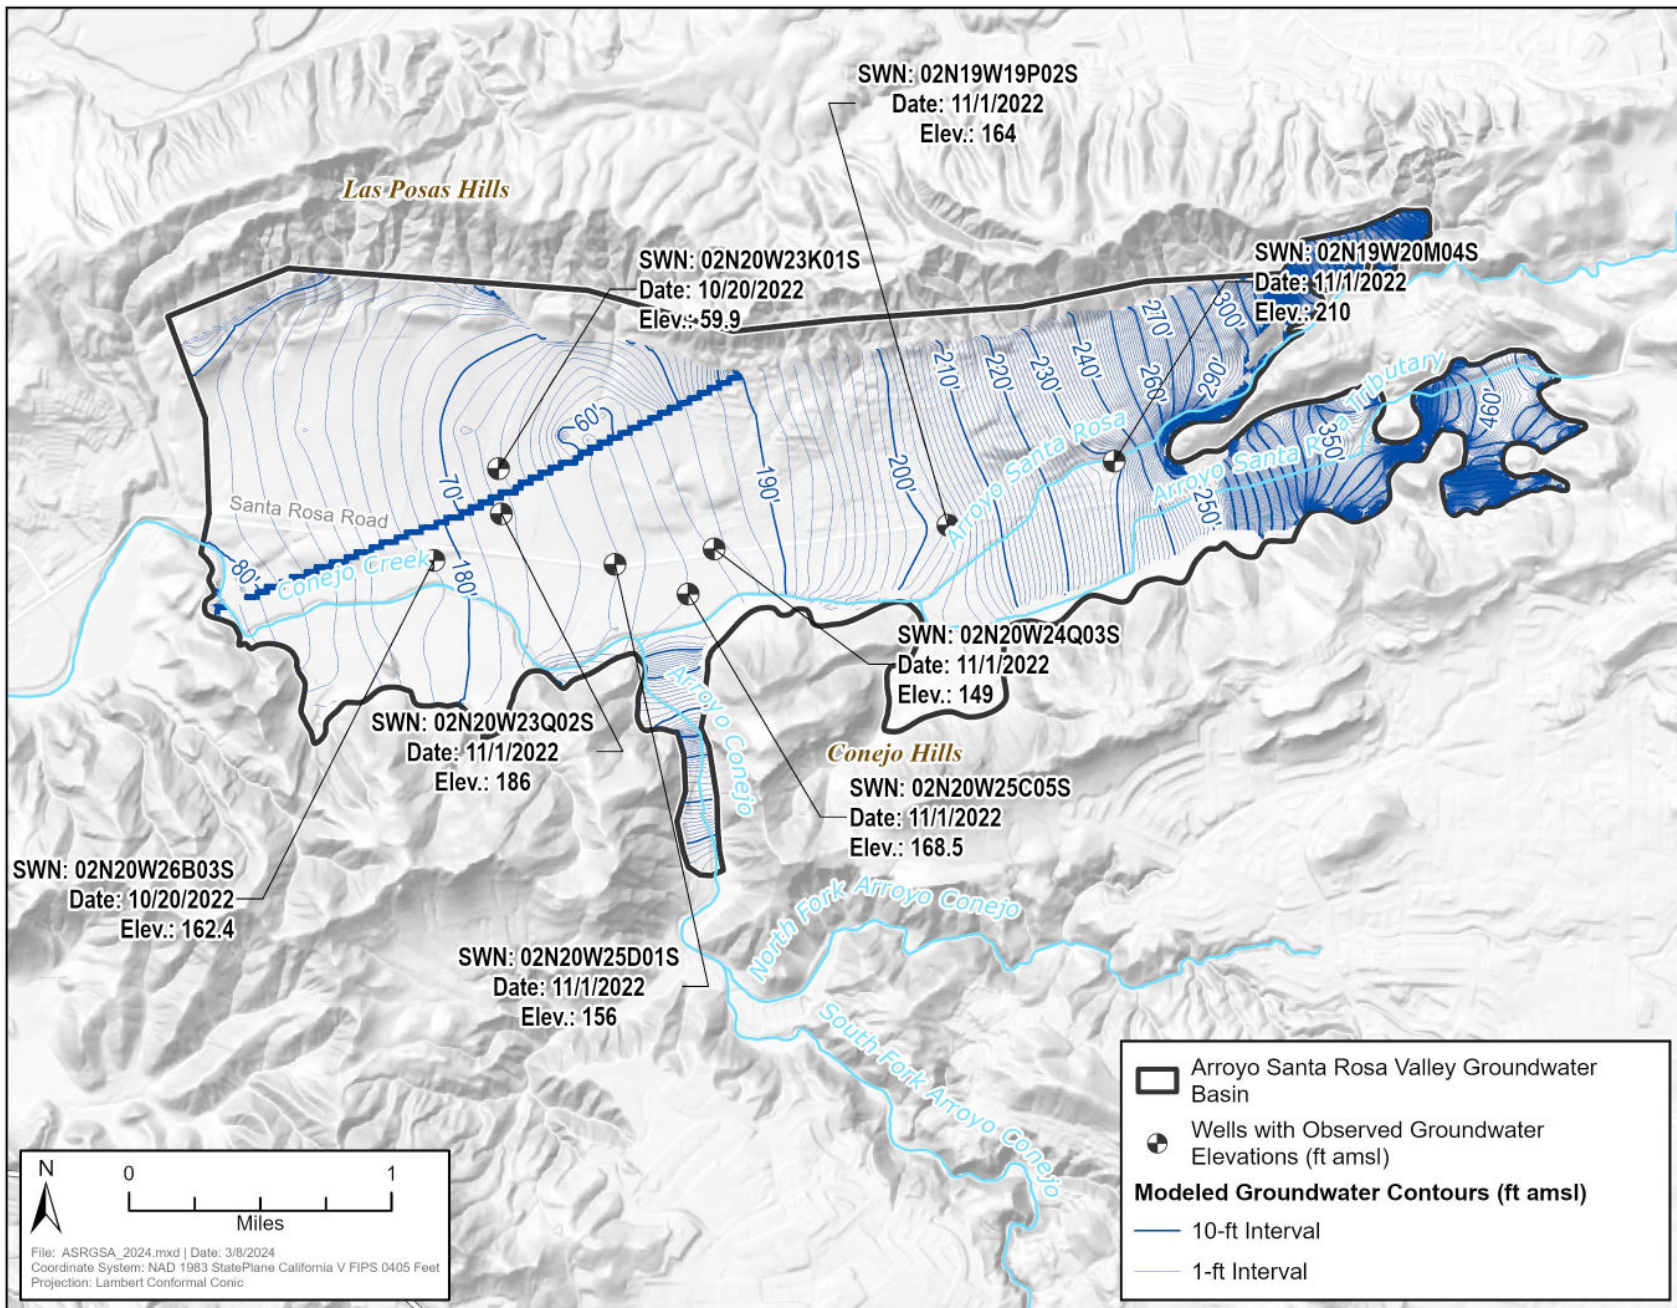 SWN: 02N19W19P02S
Date: 11/1/2022
Elev.: 164
Las Posas Hills
SWN: 02N20W23K01S
Date: 10/20/2022
Elev.: 59.9
SWN: 02N19W20M04S
Date: 11/1/2022
Elev.: 210
270'
300'
210'
220'
230'
240'
260'
290'
60'
70'
190'
200'
Arroyo Santa Rosa
Arroyo Santa Rosa Tributary
350'
460'
250'
Santa Rosa Road
80'
Conejo Creek
180'
SWN: 02N20W24Q03S
Date: 11/1/2022
Elev.: 149
Arroyo Conejo
SWN: 02N20W23Q02S
Date: 11/1/2022
Elev.: 186
Conejo Hills
SWN: 02N20W25C05S
Date: 11/1/2022
Elev.: 168.5
SWN: 02N20W26B03S
Date: 10/20/2022
Elev.: 162.4
North Fork Arroyo Conejo
SWN: 02N20W25D01S
Date: 11/1/2022
Elev.: 156
South Fork Arroyo Conejo
Arroyo Santa Rosa Valley Groundwater
Basin
Wells with Observed Groundwater
Elevations (ft amsl)
Modeled Groundwater Contours (ft amsl)
10-ft Interval
1-ft Interval
N
0 1
Miles
File: ASRGSA_2024.mxd | Date: 3/8/2024
Coordinate System: NAD 1983 StatePlane California V FIPS 0405 Feet
Projection: Lambert Conformal Conic